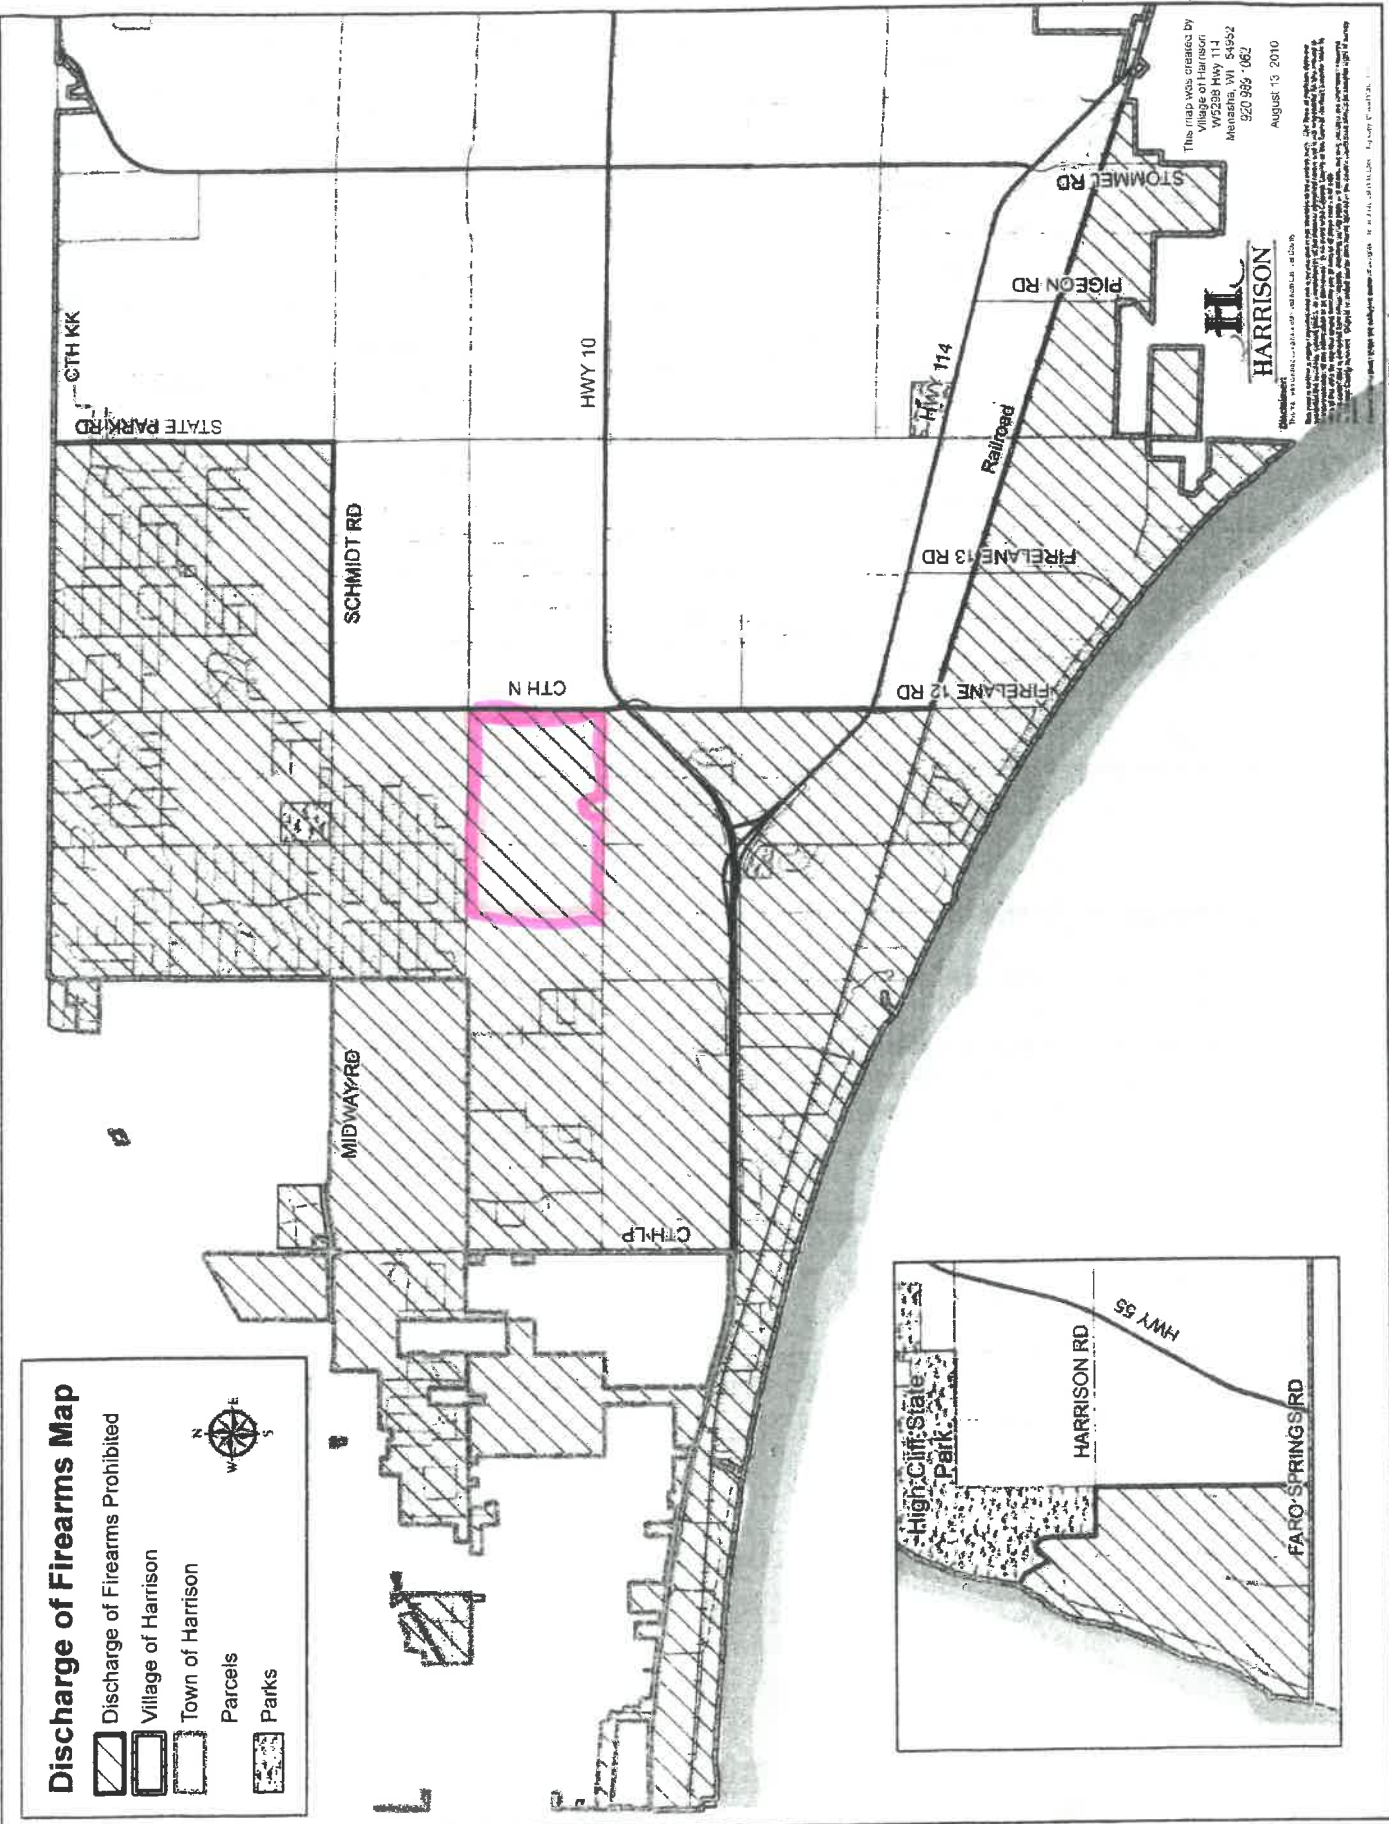 Discharge of Firearms Map
Discharge of Firearms Prohibited
Village of Harrison
Town of Harrison
Parcels
Parks
N
W
E
S
CTH KK
STATE PARK RD
SCHMIDT RD
HWY 10
CTH N
MIDWAY RD
CTH LP
HWY 114
Railroad
STOMMEL RD
PIGEON RD
FIRELANE 13 RD
FIRELANE 12 RD
High Cliff State
Park
HARRISON RD
HWY 55
FARO SPRINGS RD
H
HARRISON
This map was created by
Village of Harrison
W5298 Hwy 114
Menasha, WI 54952
August 13, 2010
Disclaimer